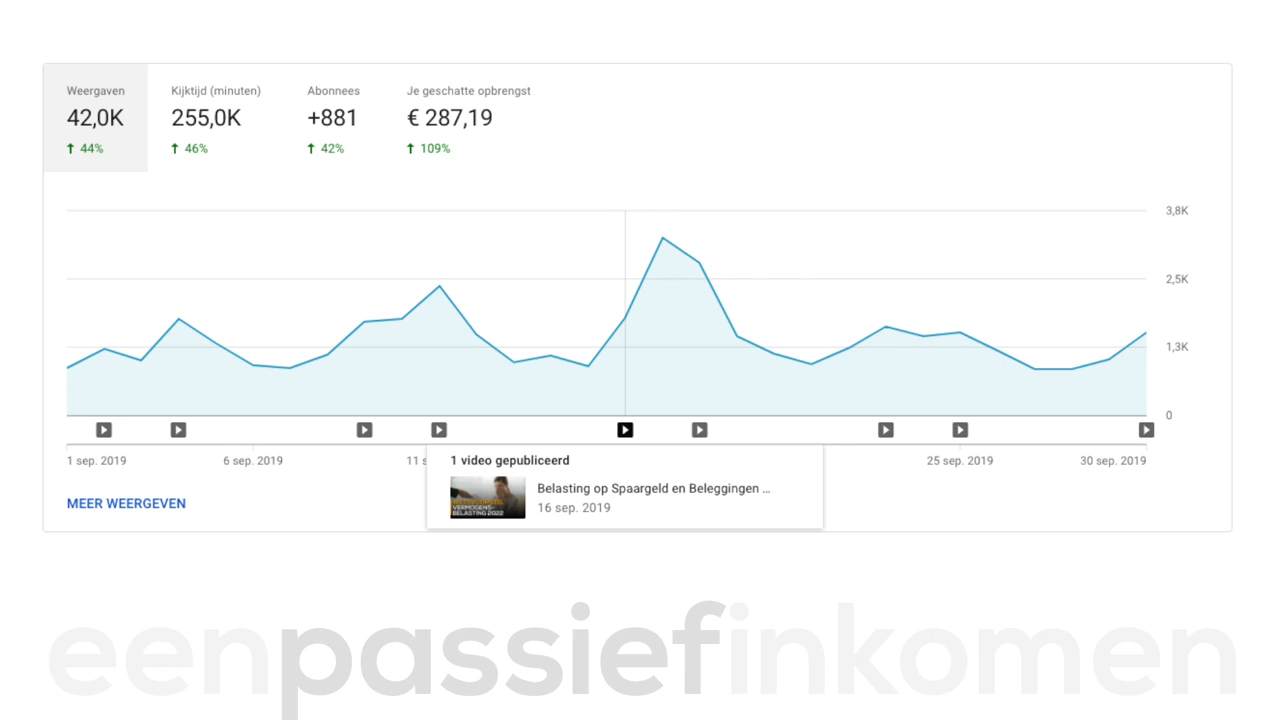 Weergaven
Kijktijd (minuten)
Abonnees
Je geschatte opbrengst
42,0K
255,0K
+881
€ 287,19
44%
46%
42%
109%
3,8K
2,5K
1,3K
0
1 sep. 2019
6 sep. 2019
11 s
25 sep. 2019
30 sep. 2019
1 video gepubliceerd
Belasting op Spaargeld en Beleggingen ...
16 sep. 2019
VERMOGENS-
BELASTING 2022
MEER WEERGEVEN
eenpassiefinkomen